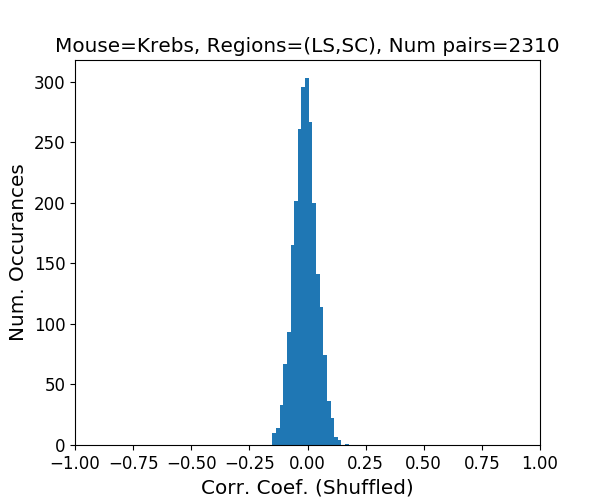 Mouse=Krebs, Regions=(LS,SC), Num pairs=2310
300
250
200
150
100
50
0
Num. Occurances
−1.00 −0.75 −0.50 −0.25 0.00 0.25 0.50 0.75 1.00
Corr. Coef. (Shuffled)